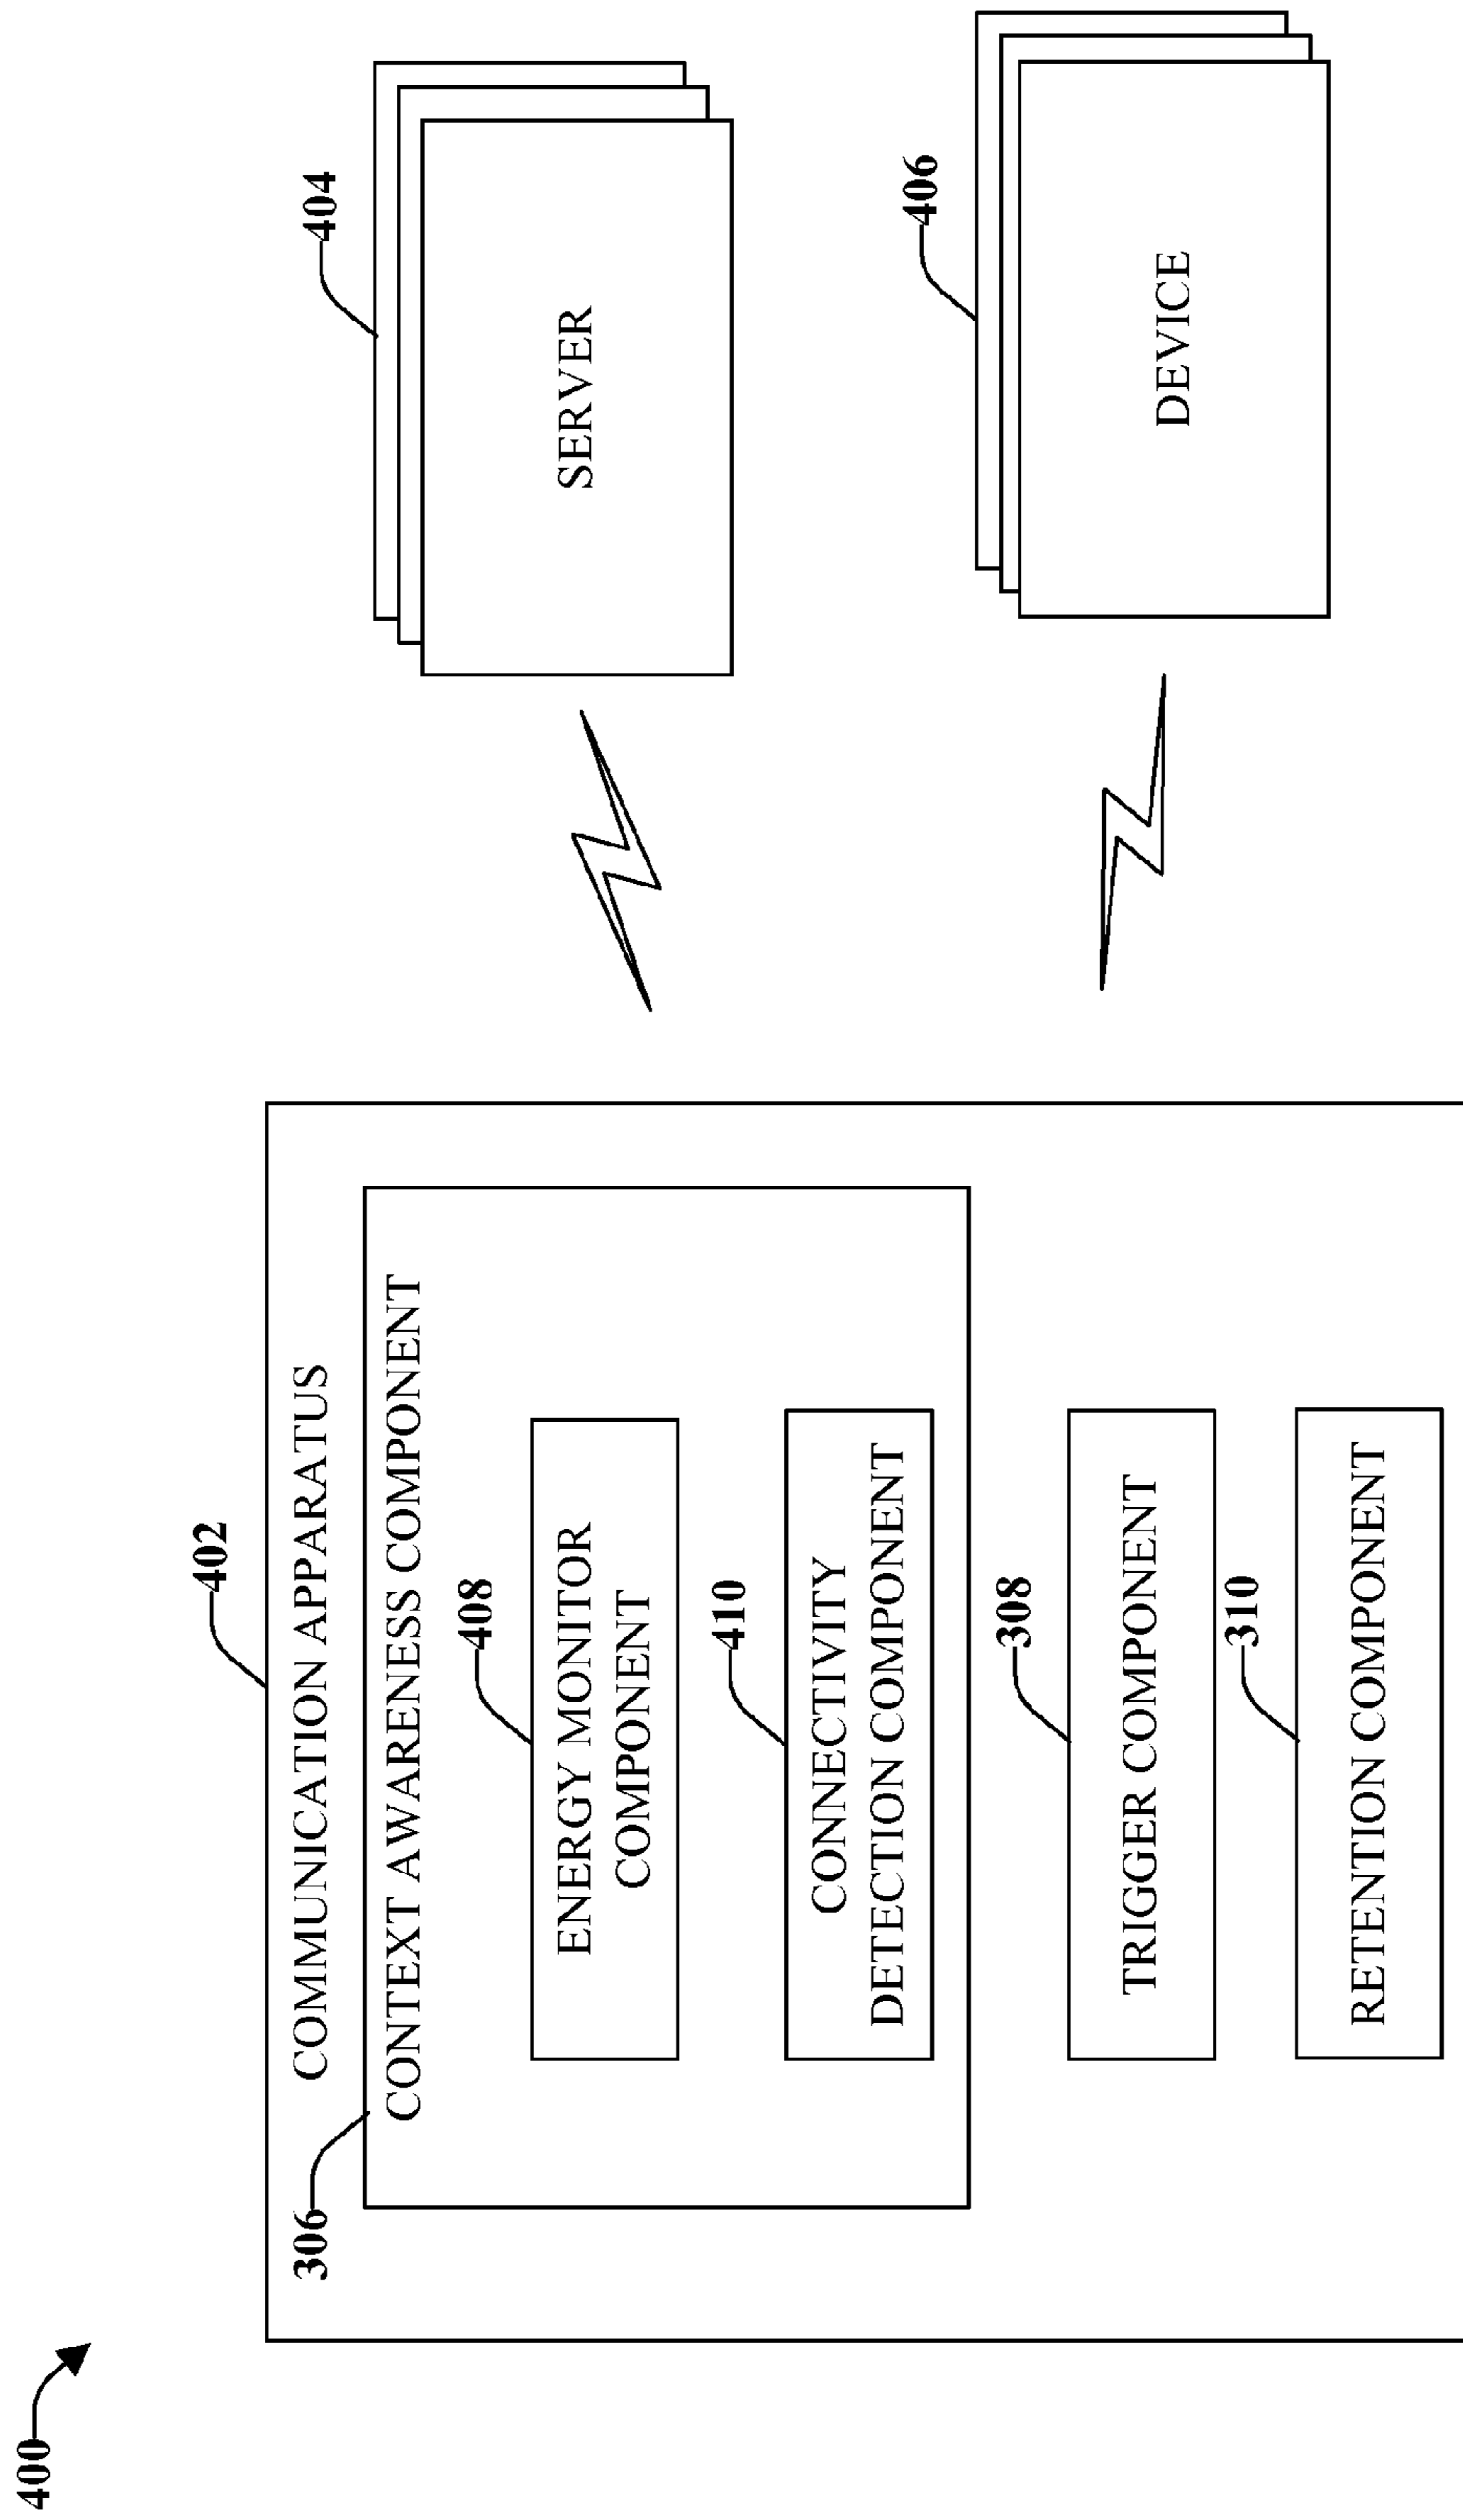 400
402
COMMUNICATION APPARATUS
306
CONTEXT AWARENESS COMPONENT
408
ENERGY MONITOR
COMPONENT
410
CONNECTIVITY
DETECTION COMPONENT
308
TRIGGER COMPONENT
310
RETENTION COMPONENT
404
SERVER
406
DEVICE